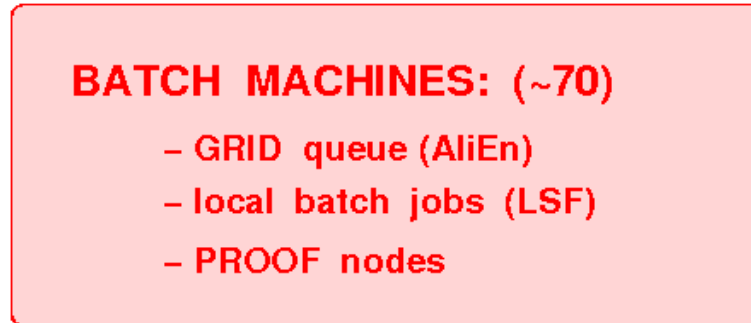 BATCH MACHINES: (~70)
– GRID queue (AliEn)
– local batch jobs (LSF)
– PROOF nodes